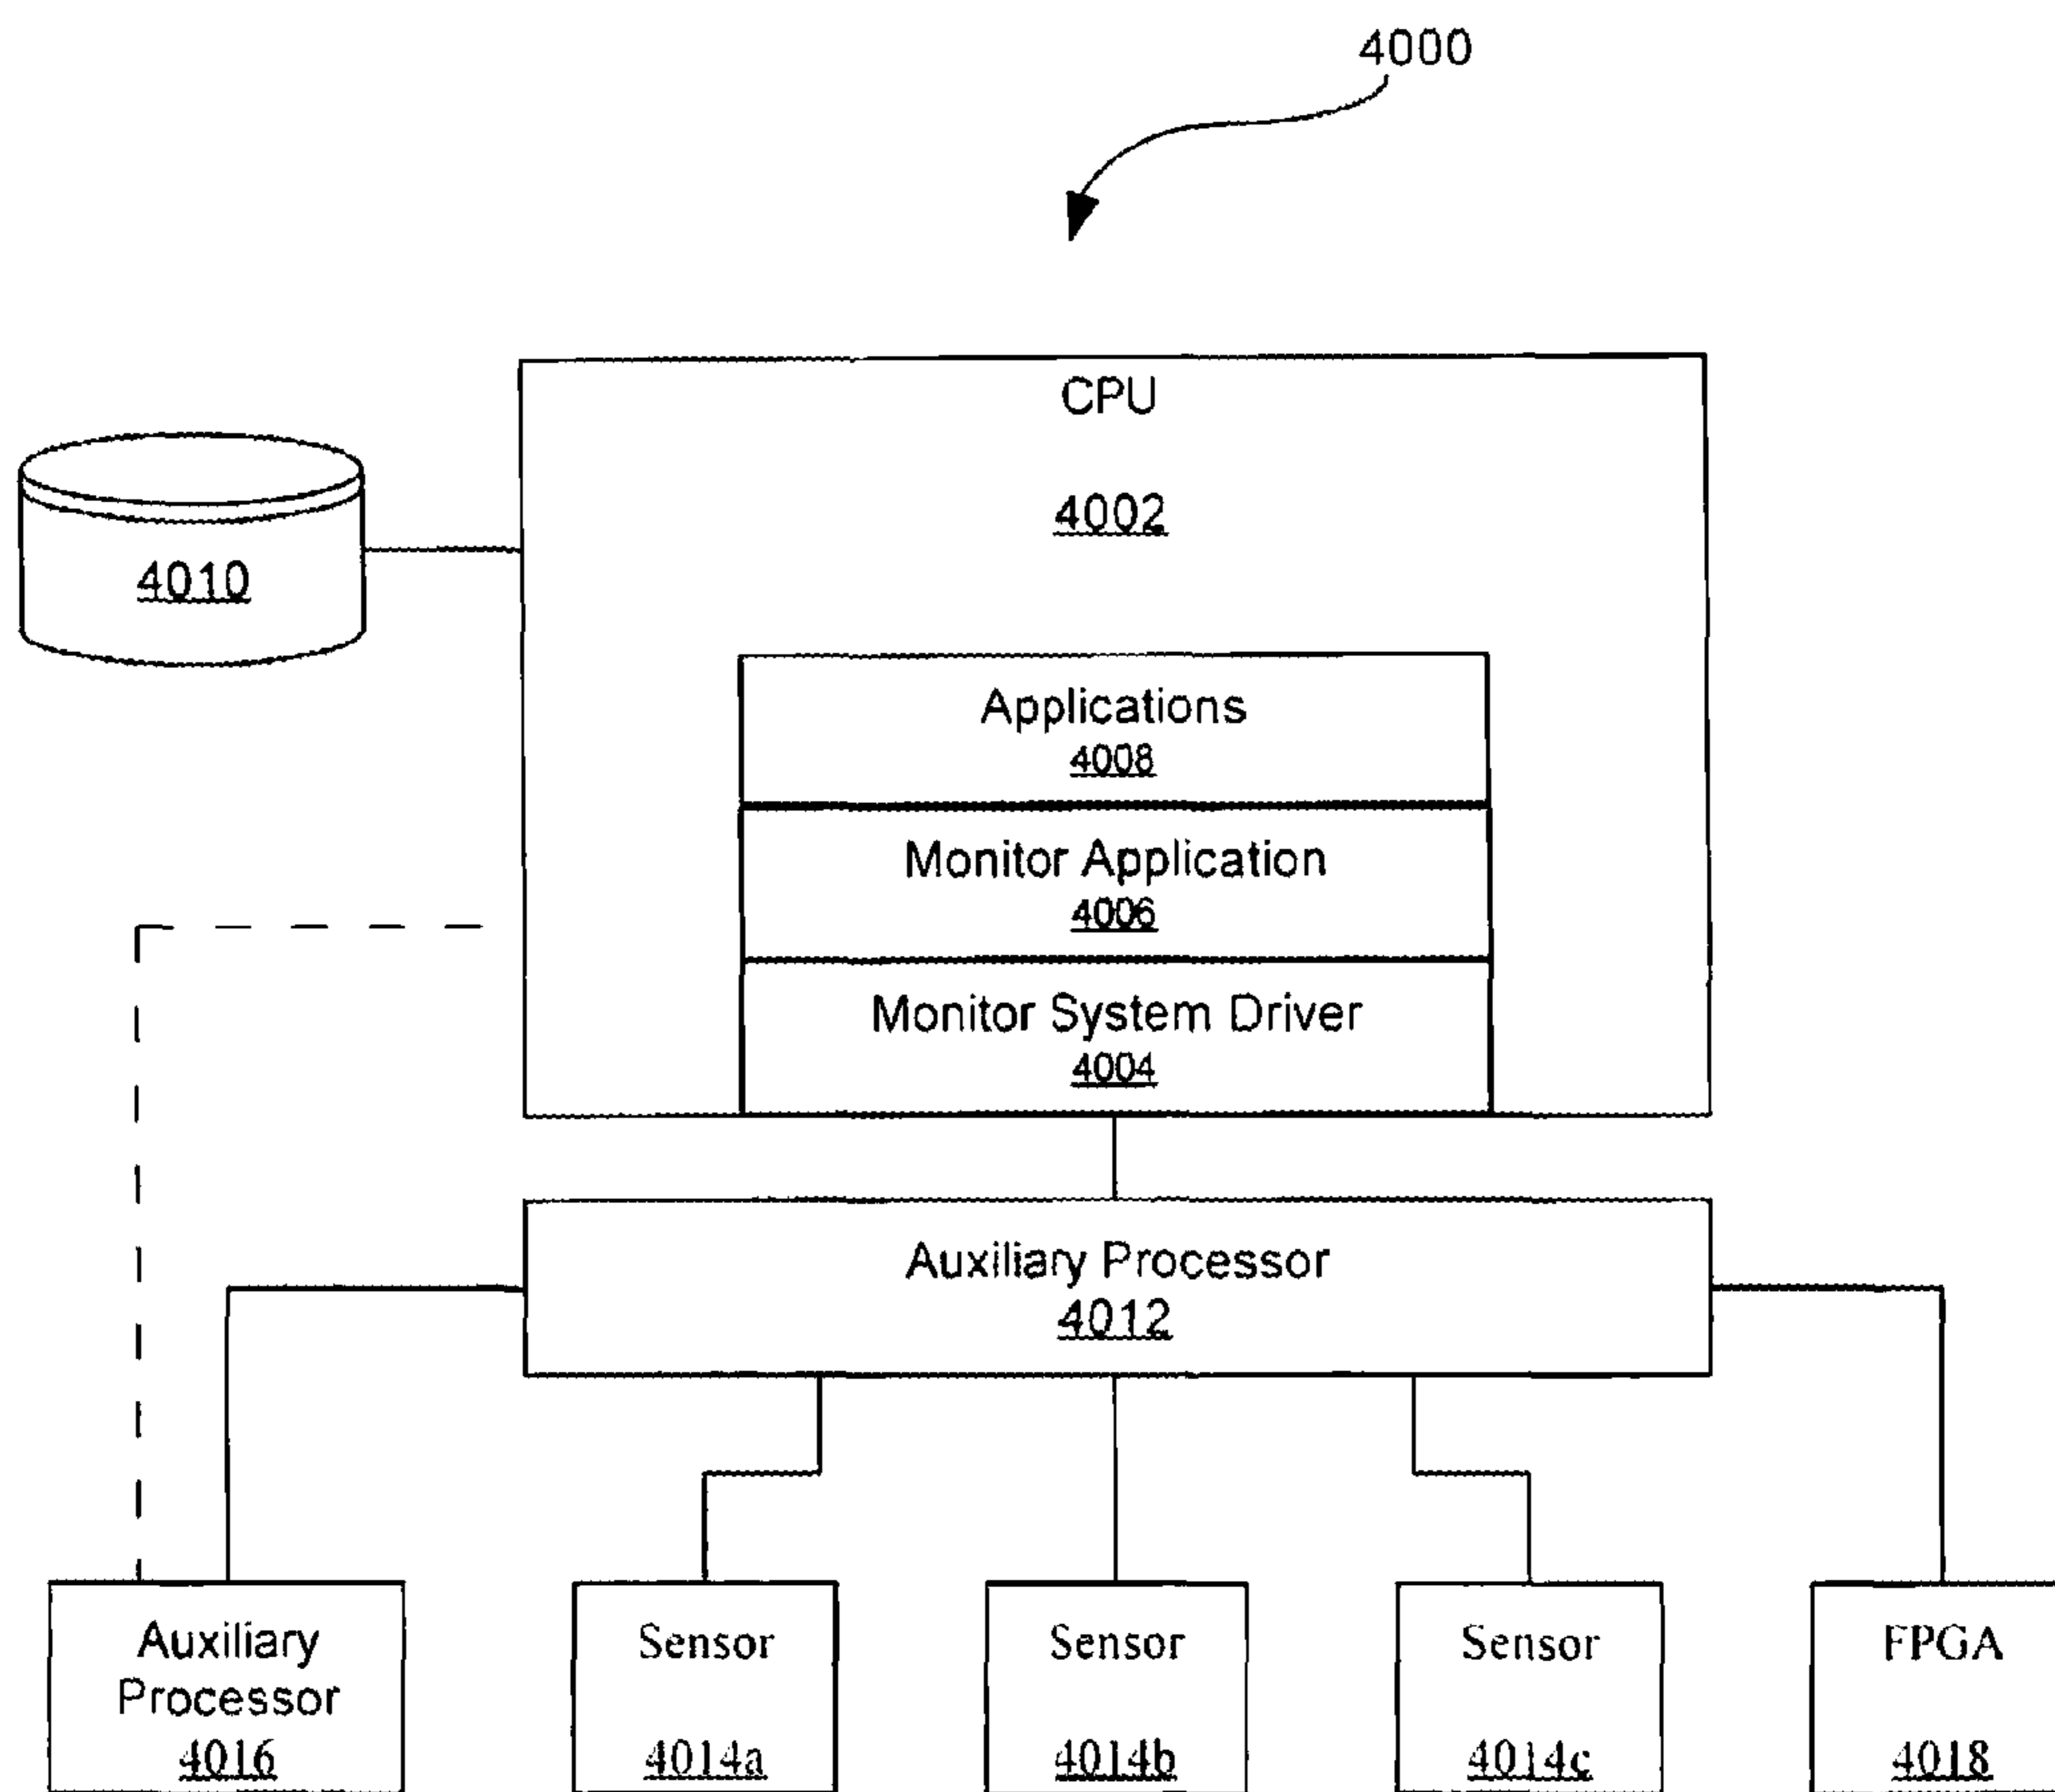 4000
CPU
4002
4010
Applications
4008
Monitor Application
4006
Monitor System Driver
4004
Auxiliary Processor
4012
Auxiliary
Processor
4016
Sensor
4014a
Sensor
4014b
Sensor
4014c
FPGA
4018